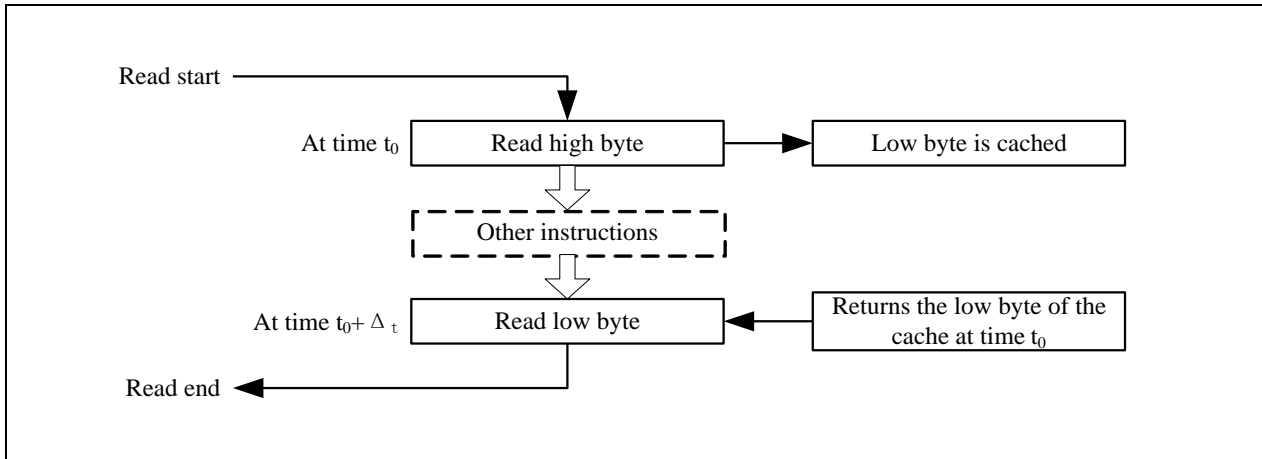 Read start
At time t0
Read high byte
Low byte is cached
Other instructions
At time t0+ Δt
Read low byte
Returns the low byte of the
cache at time t0
Read end